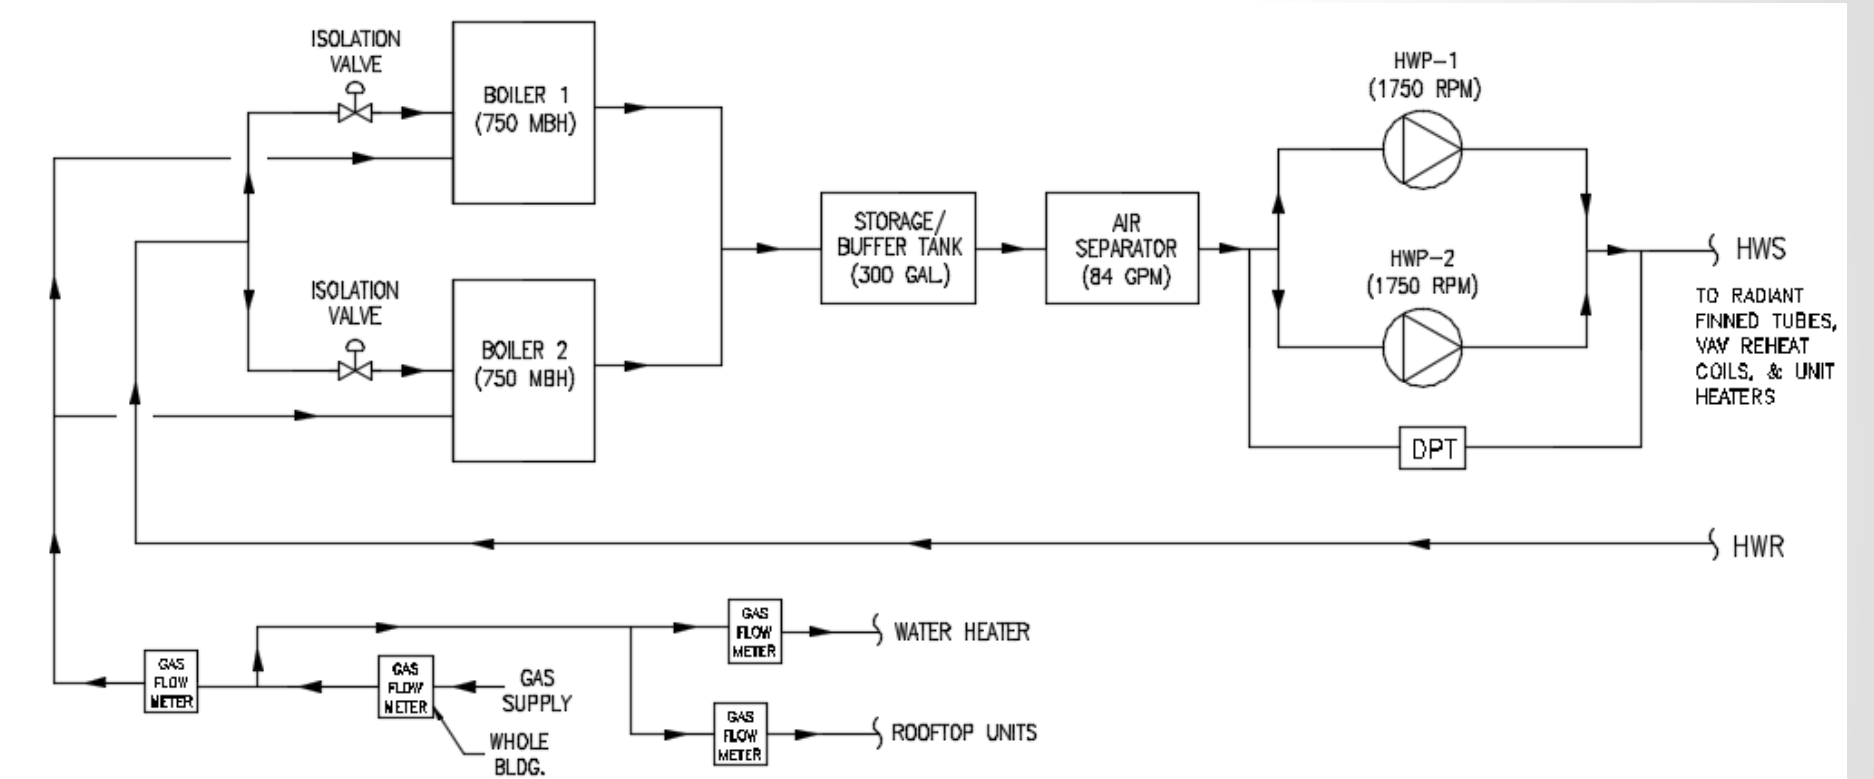 ISOLATION
VALVE
BOILER 1
(750 MBH)
HWP-1
(1750 RPM)
STORAGE/
BUFFER TANK
(300 GAL.)
AIR
SEPARATOR
(84 GPM)
HWP-2
(1750 RPM)
HWS
TO RADIANT
FINNED TUBES,
VAV REHEAT
COILS, & UNIT
HEATERS
ISOLATION
VALVE
BOILER 2
(750 MBH)
DPT
HWR
GAS
FLOW
METER
WATER HEATER
GAS
FLOW
METER
GAS
FLOW
METER
GAS
SUPPLY
WHOLE
BLDG.
GAS
FLOW
METER
ROOFTOP UNITS